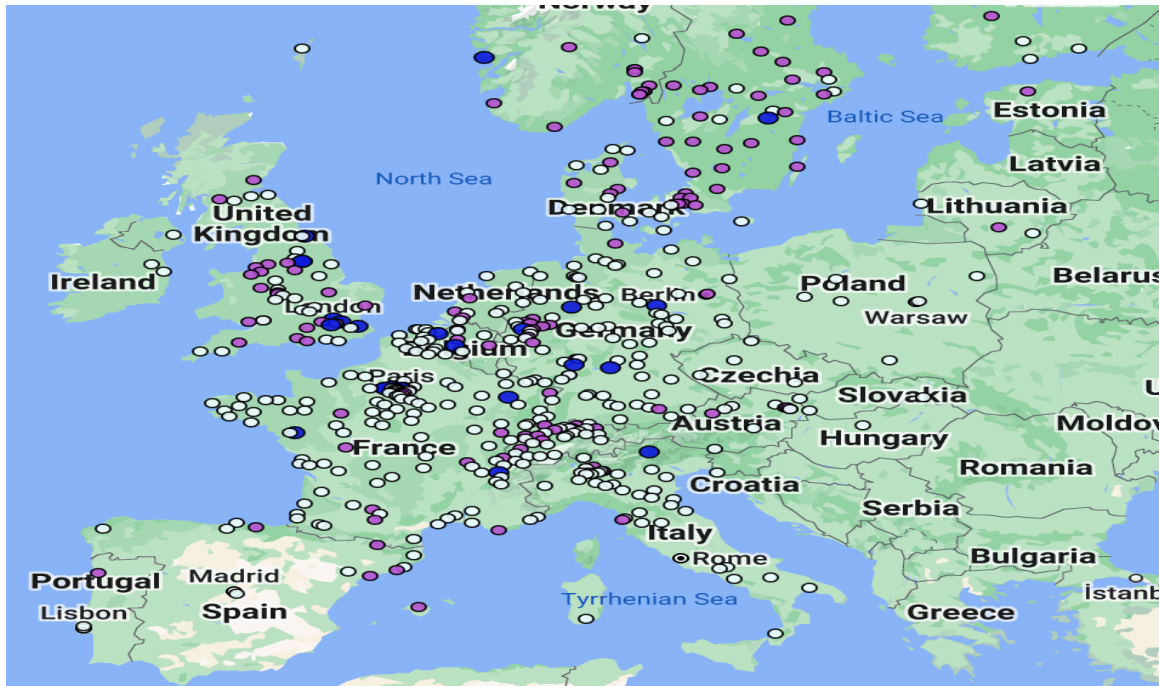 Norway
Estonia
Baltic Sea
Latvia
North Sea
Denmark
Lithuania
United
Kingdom
Ireland
Netherlands
Berlin
Poland
Belarus
London
Warsaw
Germany
Belgium
Paris
Czechia
Slovakia
Austria
Moldov
France
Hungary
Romania
Croatia
Serbia
Italy
Rome
Bulgaria
Portugal
Madrid
Lisbon
Spain
Tyrrhenian Sea
Greece
İstanb